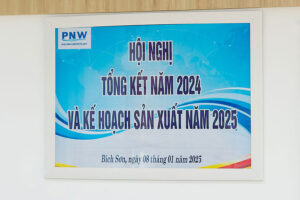 PNW
HỘI NGHỊ
TỔNG KẾT NĂM 2024
VÀ KẾ HOẠCH SẢN XUẤT NĂM 2025
Bích Sơn, ngày 08 tháng 01 năm 2025